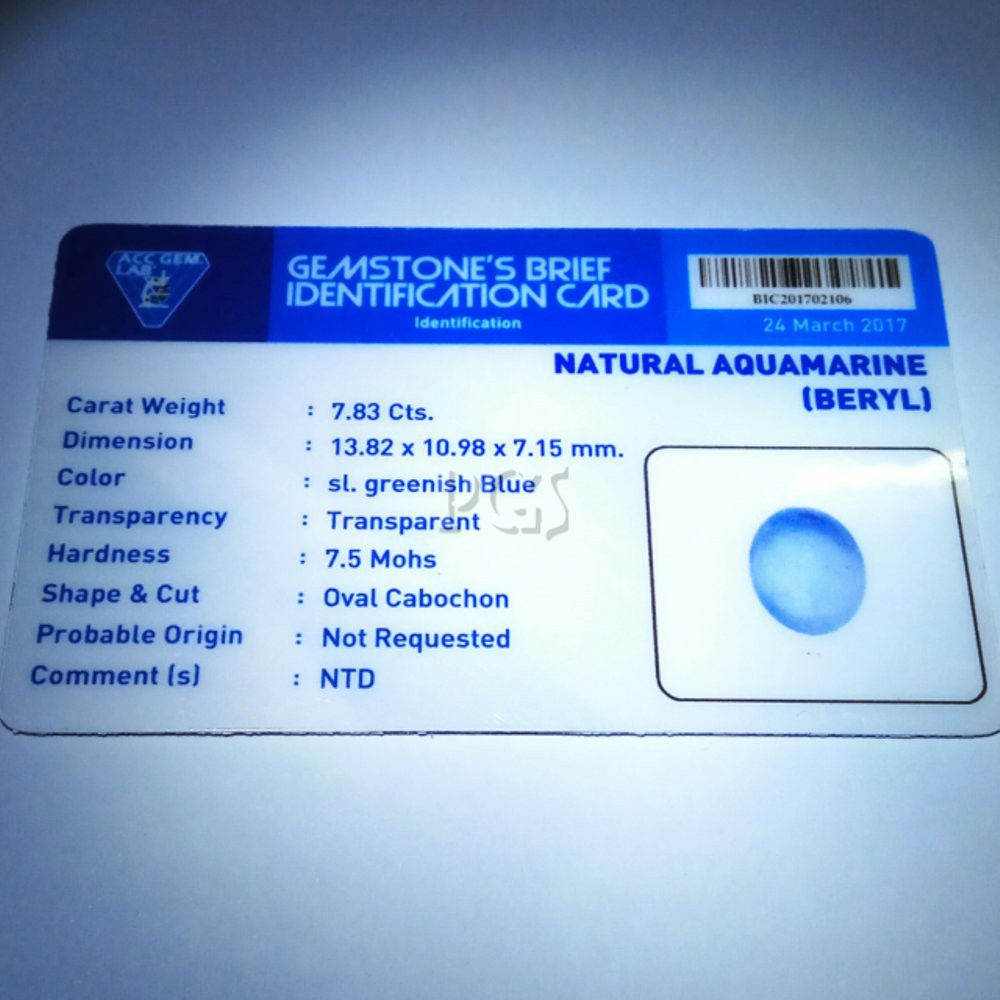 ACC GEM.
LAB
GEMSTONE'S BRIEF
IDENTIFICATION CARD
Identification
BIC201702106
24 March 2017
NATURAL AQUAMARINE
(BERYL)
Carat Weight : 7.83 Cts.
Dimension : 13.82 x 10.98 x 7.15 mm.
Color : sl. greenish Blue
Transparency : Transparent
Hardness : 7.5 Mohs
Shape & Cut : Oval Cabochon
Probable Origin : Not Requested
Comment (s) : NTD
PGS